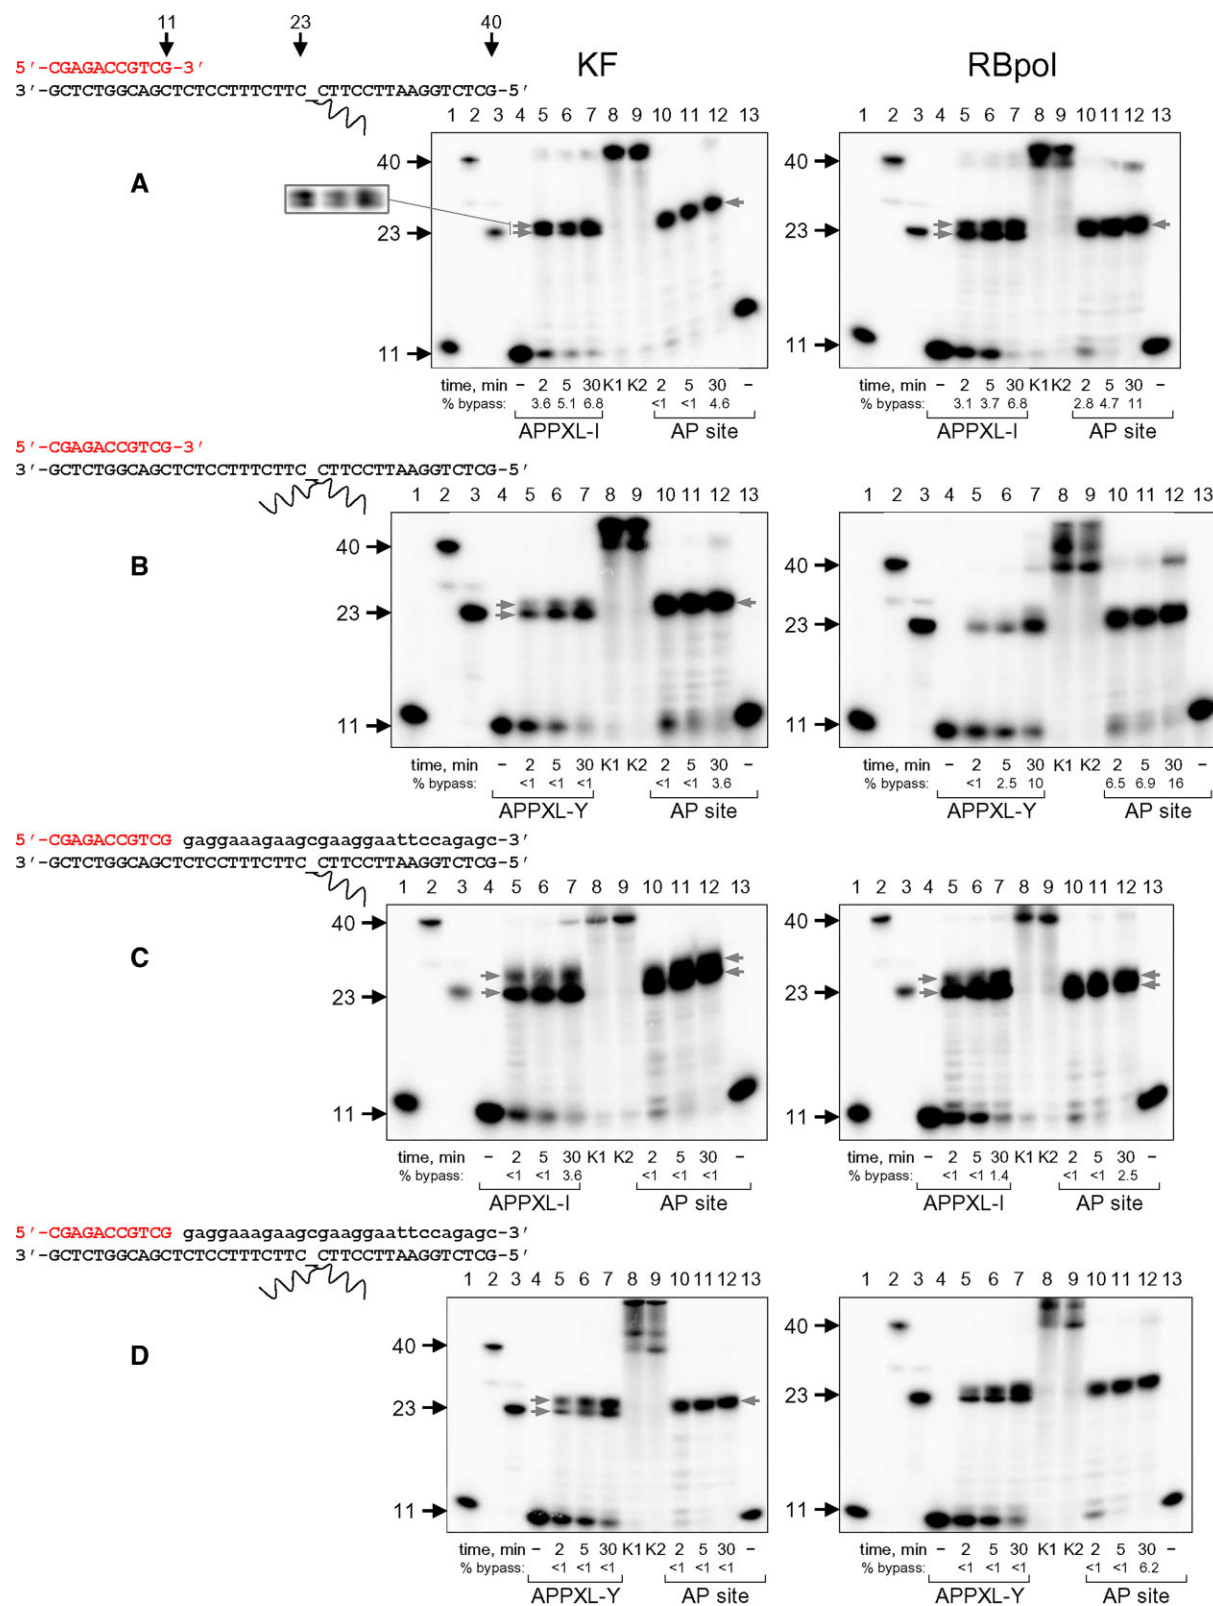 11 23 40
KF RBpol
5′-CGAGACCGTCG-3′
3′-GCTCTGGCAGCTCTCCTTTCTTC CTTCCTTAAGGTCTCG-5′
A
1 2 3 4 5 6 7 8 9 10 11 12 13
40
23
11
time, min – 2 5 30 K1 K2 2 5 30 –
% bypass: 3.6 5.1 6.8 <1 <1 4.6
APPXL-I AP site
1 2 3 4 5 6 7 8 9 10 11 12 13
40
23
11
time, min – 2 5 30 K1 K2 2 5 30 –
% bypass: 3.1 3.7 6.8 2.8 4.7 11
APPXL-I AP site
5′-CGAGACCGTCG-3′
3′-GCTCTGGCAGCTCTCCTTTCTTC CTTCCTTAAGGTCTCG-5′
B
1 2 3 4 5 6 7 8 9 10 11 12 13
40
23
11
time, min – 2 5 30 K1 K2 2 5 30 –
% bypass: <1 <1 <1 <1 <1 3.6
APPXL-Y AP site
1 2 3 4 5 6 7 8 9 10 11 12 13
40
23
11
time, min – 2 5 30 K1 K2 2 5 30 –
% bypass: <1 2.5 10 6.5 6.9 16
APPXL-Y AP site
5′-CGAGACCGTCG gaggaaagaagcgaaggaattccagagc-3′
3′-GCTCTGGCAGCTCTCCTTTCTTC CTTCCTTAAGGTCTCG-5′
C
1 2 3 4 5 6 7 8 9 10 11 12 13
40
23
11
time, min – 2 5 30 K1 K2 2 5 30 –
% bypass: <1 <1 3.6 <1 <1 <1
APPXL-I AP site
1 2 3 4 5 6 7 8 9 10 11 12 13
40
23
11
time, min – 2 5 30 K1 K2 2 5 30 –
% bypass: <1 <1 1.4 <1 <1 2.5
APPXL-I AP site
5′-CGAGACCGTCG gaggaaagaagcgaaggaattccagagc-3′
3′-GCTCTGGCAGCTCTCCTTTCTTC CTTCCTTAAGGTCTCG-5′
D
1 2 3 4 5 6 7 8 9 10 11 12 13
40
23
11
time, min – 2 5 30 K1 K2 2 5 30 –
% bypass: <1 <1 <1 <1 <1 <1
APPXL-Y AP site
1 2 3 4 5 6 7 8 9 10 11 12 13
40
23
11
time, min – 2 5 30 K1 K2 2 5 30 –
% bypass: <1 <1 <1 <1 <1 6.2
APPXL-Y AP site